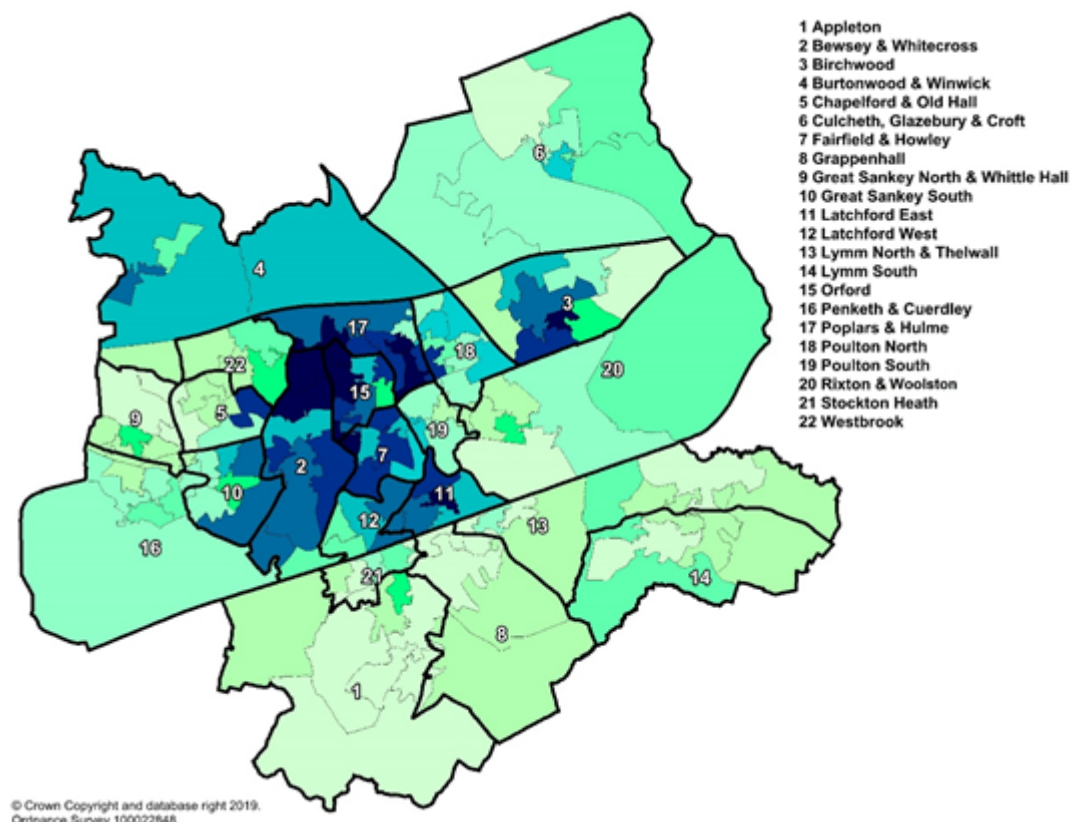 1 Appleton
2 Bewsey & Whitecross
3 Birchwood
4 Burtonwood & Winwick
5 Chapelford & Old Hall
6 Culcheth, Glazebury & Croft
7 Fairfield & Howley
8 Grappenhall
9 Great Sankey North & Whittle Hall
10 Great Sankey South
11 Latchford East
12 Latchford West
13 Lymm North & Thelwall
14 Lymm South
15 Orford
16 Penketh & Cuerdley
17 Poplars & Hulme
18 Poulton North
19 Poulton South
20 Rixton & Woolston
21 Stockton Heath
22 Westbrook
6
4
3
17
18
22
20
15
5
9
19
2
7
10
11
12
13
16
21
14
8
1
© Crown Copyright and database right 2019.
Ordnance Survey 100022848